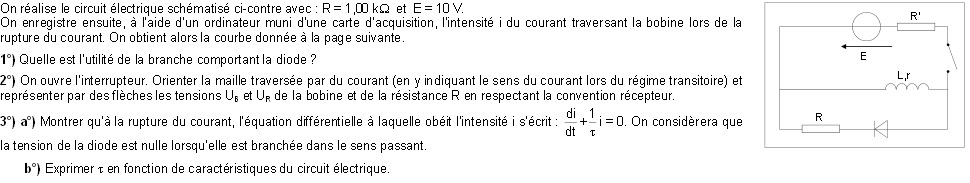 On réalise le circuit électrique schématisé ci-contre avec : R = 1,00 kΩ et E = 10 V.
On enregistre ensuite, à l'aide d'un ordinateur muni d'une carte d'acquisition, l'intensité i du courant traversant la bobine lors de la
rupture du courant. On obtient alors la courbe donnée à la page suivante.
1°) Quelle est l'utilité de la branche comportant la diode ?
2°) On ouvre l'interrupteur. Orienter la maille traversée par du courant (en y indiquant le sens du courant lors du régime transitoire) et
représenter par des flèches les tensions U_B et U_R de la bobine et de la résistance R en respectant la convention récepteur.
3°) a°) Montrer qu'à la rupture du courant, l'équation différentielle à laquelle obéit l'intensité i s'écrit : di/dt + 1/τ i = 0. On considèrera que
la tension de la diode est nulle lorsqu'elle est branchée dans le sens passant.
b°) Exprimer τ en fonction de caractéristiques du circuit électrique.
R'
E
L,r
R